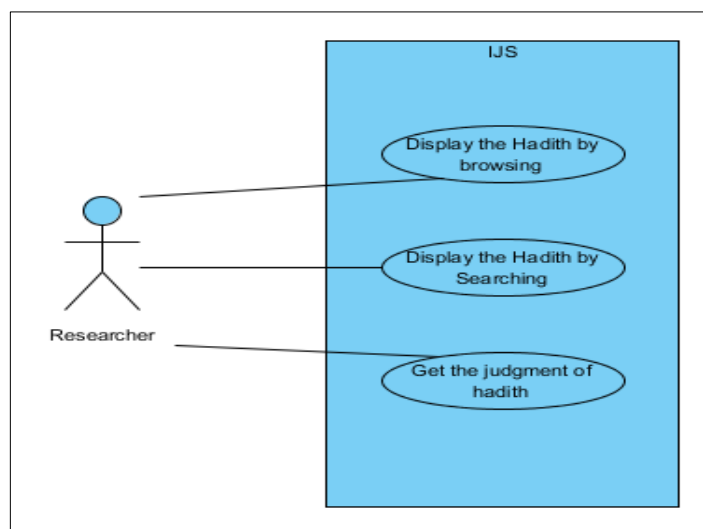 IJS
Display the Hadith by
browsing
Display the Hadith by
Searching
Researcher
Get the judgment of
hadith